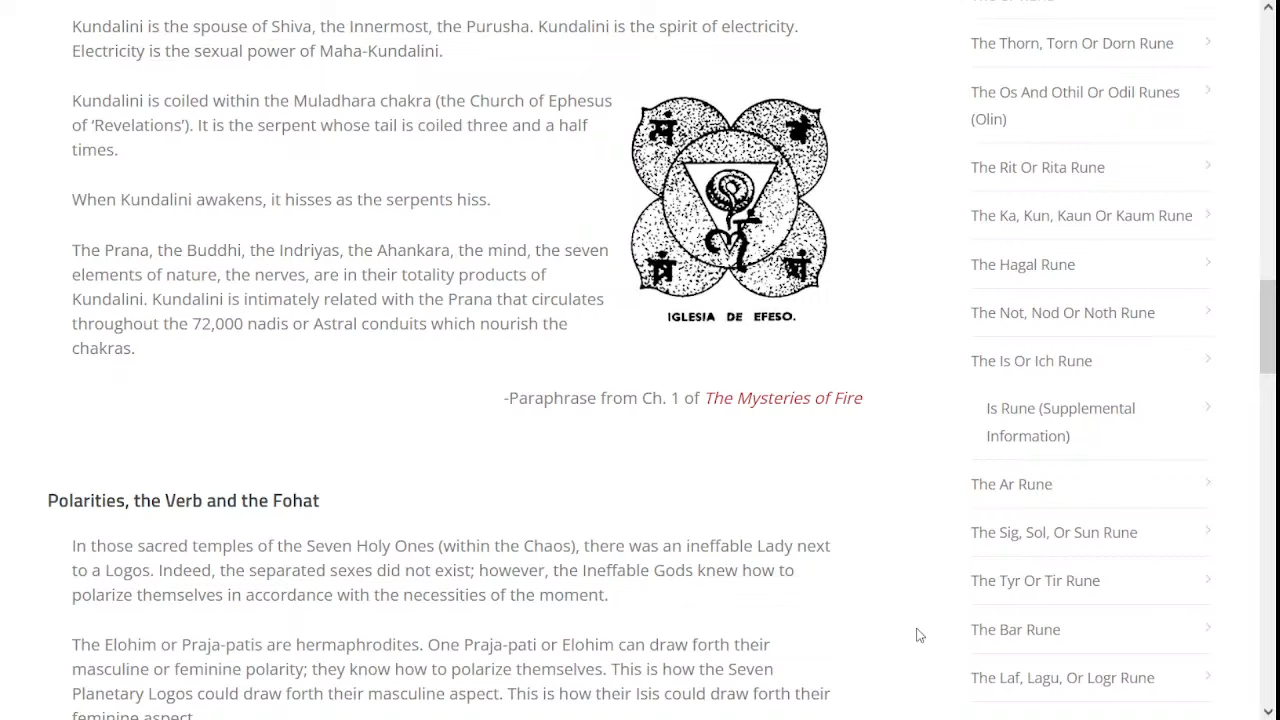 Kundalini is the spouse of Shiva, the Innermost, the Purusha. Kundalini is the spirit of electricity.
Electricity is the sexual power of Maha-Kundalini.
Kundalini is coiled within the Muladhara chakra (the Church of Ephesus
of ‘Revelations’). It is the serpent whose tail is coiled three and a half
times.
When Kundalini awakens, it hisses as the serpents hiss.
The Prana, the Buddhi, the Indriyas, the Ahankara, the mind, the seven
elements of nature, the nerves, are in their totality products of
Kundalini. Kundalini is intimately related with the Prana that circulates
throughout the 72,000 nadis or Astral conduits which nourish the
chakras.
IGLESIA DE EFESO.
-Paraphrase from Ch. 1 of The Mysteries of Fire
Polarities, the Verb and the Fohat
In those sacred temples of the Seven Holy Ones (within the Chaos), there was an ineffable Lady next
to a Logos. Indeed, the separated sexes did not exist; however, the Ineffable Gods knew how to
polarize themselves in accordance with the necessities of the moment.
The Elohim or Praja-patis are hermaphrodites. One Praja-pati or Elohim can draw forth their
masculine or feminine polarity; they know how to polarize themselves. This is how the Seven
Planetary Logos could draw forth their masculine aspect. This is how their Isis could draw forth their
feminine aspect.
The Thorn, Torn Or Dorn Rune
The Os And Othil Or Odil Runes
(Olin)
The Rit Or Rita Rune
The Ka, Kun, Kaun Or Kaum Rune
The Hagal Rune
The Not, Nod Or Noth Rune
The Is Or Ich Rune
Is Rune (Supplemental
Information)
The Ar Rune
The Sig, Sol, Or Sun Rune
The Tyr Or Tir Rune
The Bar Rune
The Laf, Lagu, Or Logr Rune